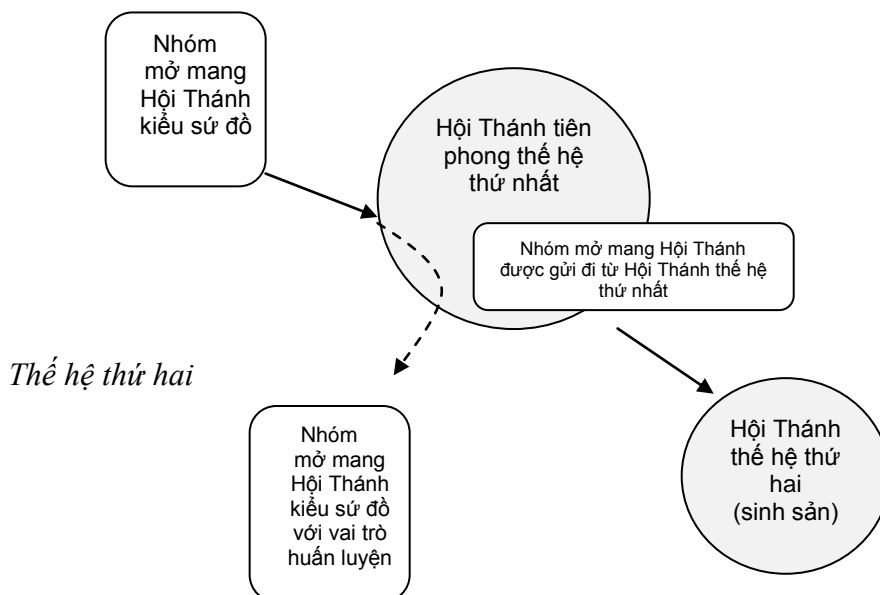 Nhóm
mở mang
Hội Thánh
kiểu sứ đồ
Hội Thánh tiên
phong thế hệ
thứ nhất
Nhóm mở mang Hội Thánh
được gửi đi từ Hội Thánh thế hệ
thứ nhất
Thế hệ thứ hai
Nhóm
mở mang
Hội Thánh
kiểu sứ đồ
với vai trò
huấn luyện
Hội Thánh
thế hệ thứ
hai
(sinh sản)